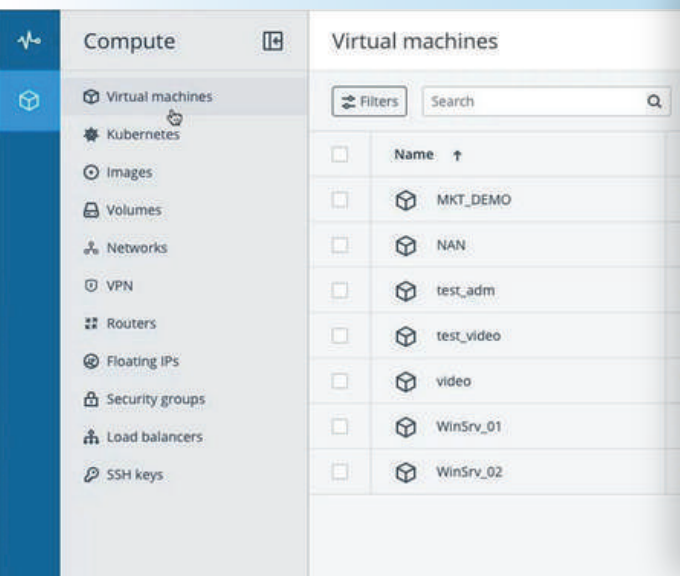 Compute
Virtual machines
Kubernetes
Images
Volumes
Networks
VPN
Routers
Floating IPs
Security groups
Load balancers
SSH keys
Virtual machines
Filters
Search
Name ↑
MKT_DEMO
NAN
test_adm
test_video
video
WinSrv_01
WinSrv_02